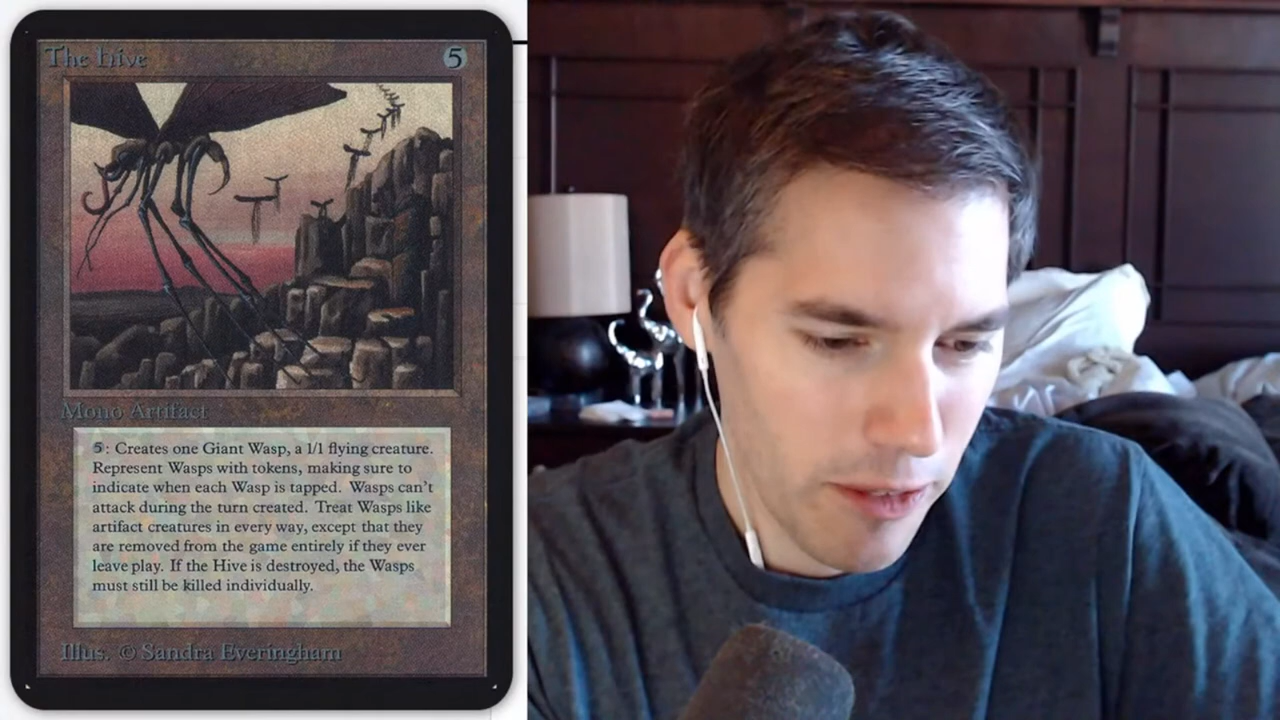 The Hive
5
Mono Artifact
5: Creates one Giant Wasp, a 1/1 flying creature.
Represent Wasps with tokens, making sure to
indicate when each Wasp is tapped. Wasps can't
attack during the turn created. Treat Wasps like
artifact creatures in every way, except that they
are removed from the game entirely if they ever
leave play. If the Hive is destroyed, the Wasps
must still be killed individually.
Illus. © Sandra Everingham